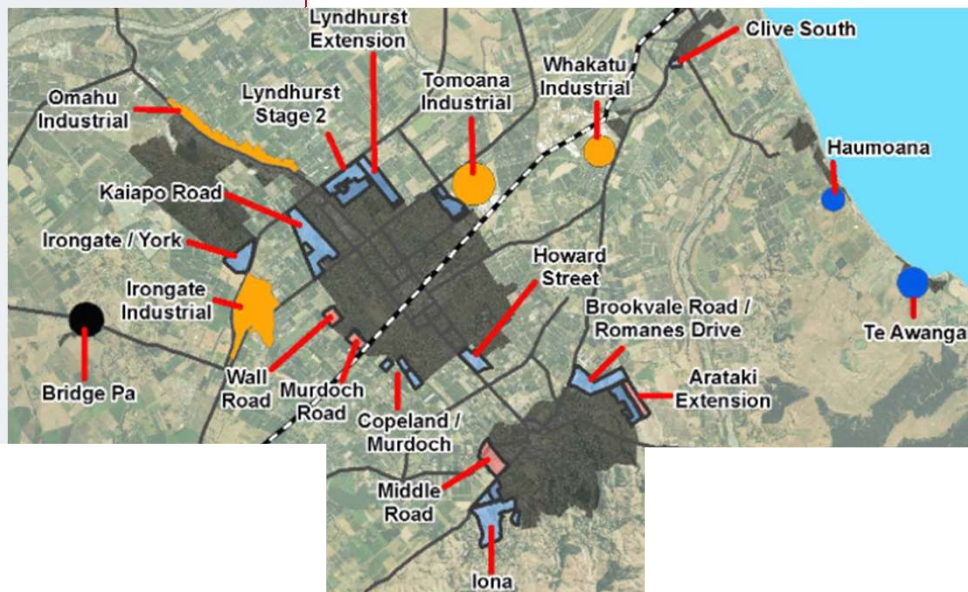 Lyndhurst
Extension
Clive South
Tomoana
Industrial
Whakatu
Industrial
Lyndhurst
Stage 2
Omahu
Industrial
Haumoana
Kaiapo Road
Irongate / York
Howard
Street
Irongate
Industrial
Brookvale Road /
Romanes Drive
Te Awanga
Bridge Pa
Wall
Road
Murdoch
Road
Arataki
Extension
Copeland /
Murdoch
Middle
Road
Iona